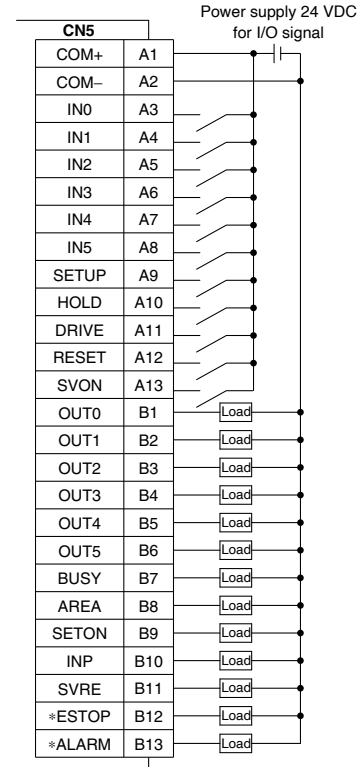 Power supply 24 VDC
for I/O signal
CN5
COM+ A1
COM− A2
IN0 A3
IN1 A4
IN2 A5
IN3 A6
IN4 A7
IN5 A8
SETUP A9
HOLD A10
DRIVE A11
RESET A12
SVON A13
OUT0 B1 Load
OUT1 B2 Load
OUT2 B3 Load
OUT3 B4 Load
OUT4 B5 Load
OUT5 B6 Load
BUSY B7 Load
AREA B8 Load
SETON B9 Load
INP B10 Load
SVRE B11 Load
∗ESTOP B12 Load
∗ALARM B13 Load